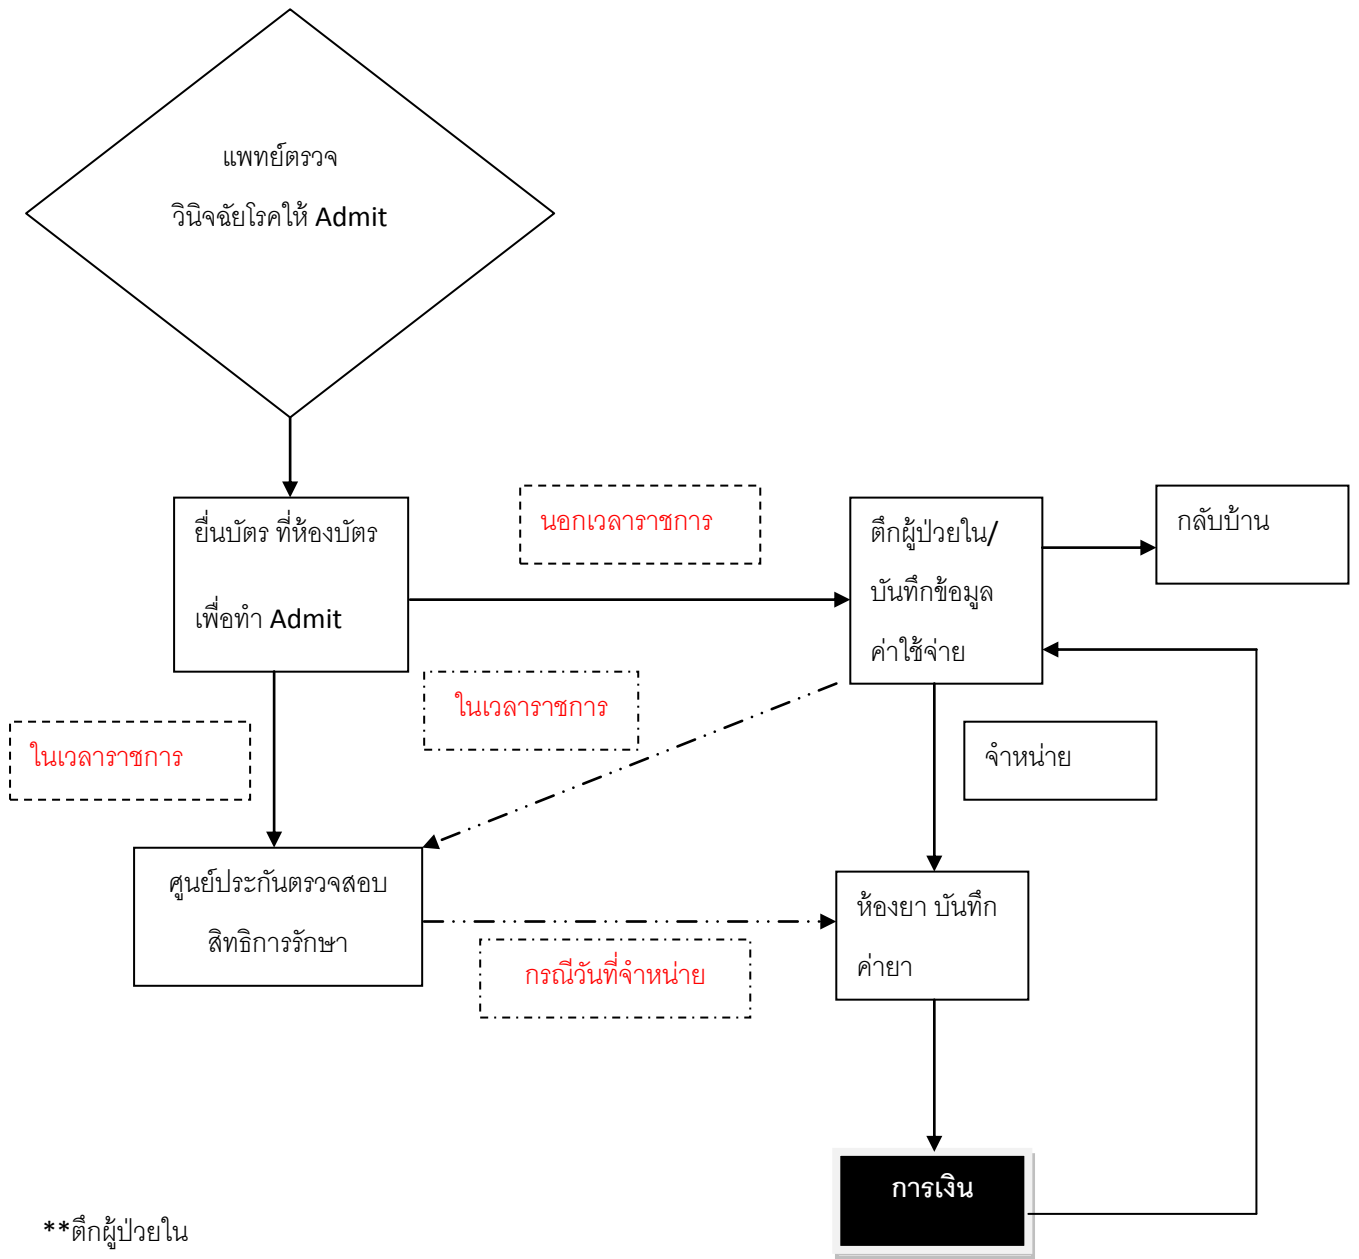 แพทย์ตรวจ
วินิจฉัยโรคให้ Admit
นอกเวลาราชการ
กลับบ้าน
ยื่นบัตร ที่ห้องบัตร
เพื่อทำ Admit
ตึกผู้ป่วยใน/
บันทึกข้อมูล
ค่าใช้จ่าย
ในเวลาราชการ
ในเวลาราชการ
จำหน่าย
ศูนย์ประกันตรวจสอบ
สิทธิการรักษา
ห้องยา บันทึก
ค่ายา
กรณีวันที่จำหน่าย
การเงิน
**ตึกผู้ป่วยใน